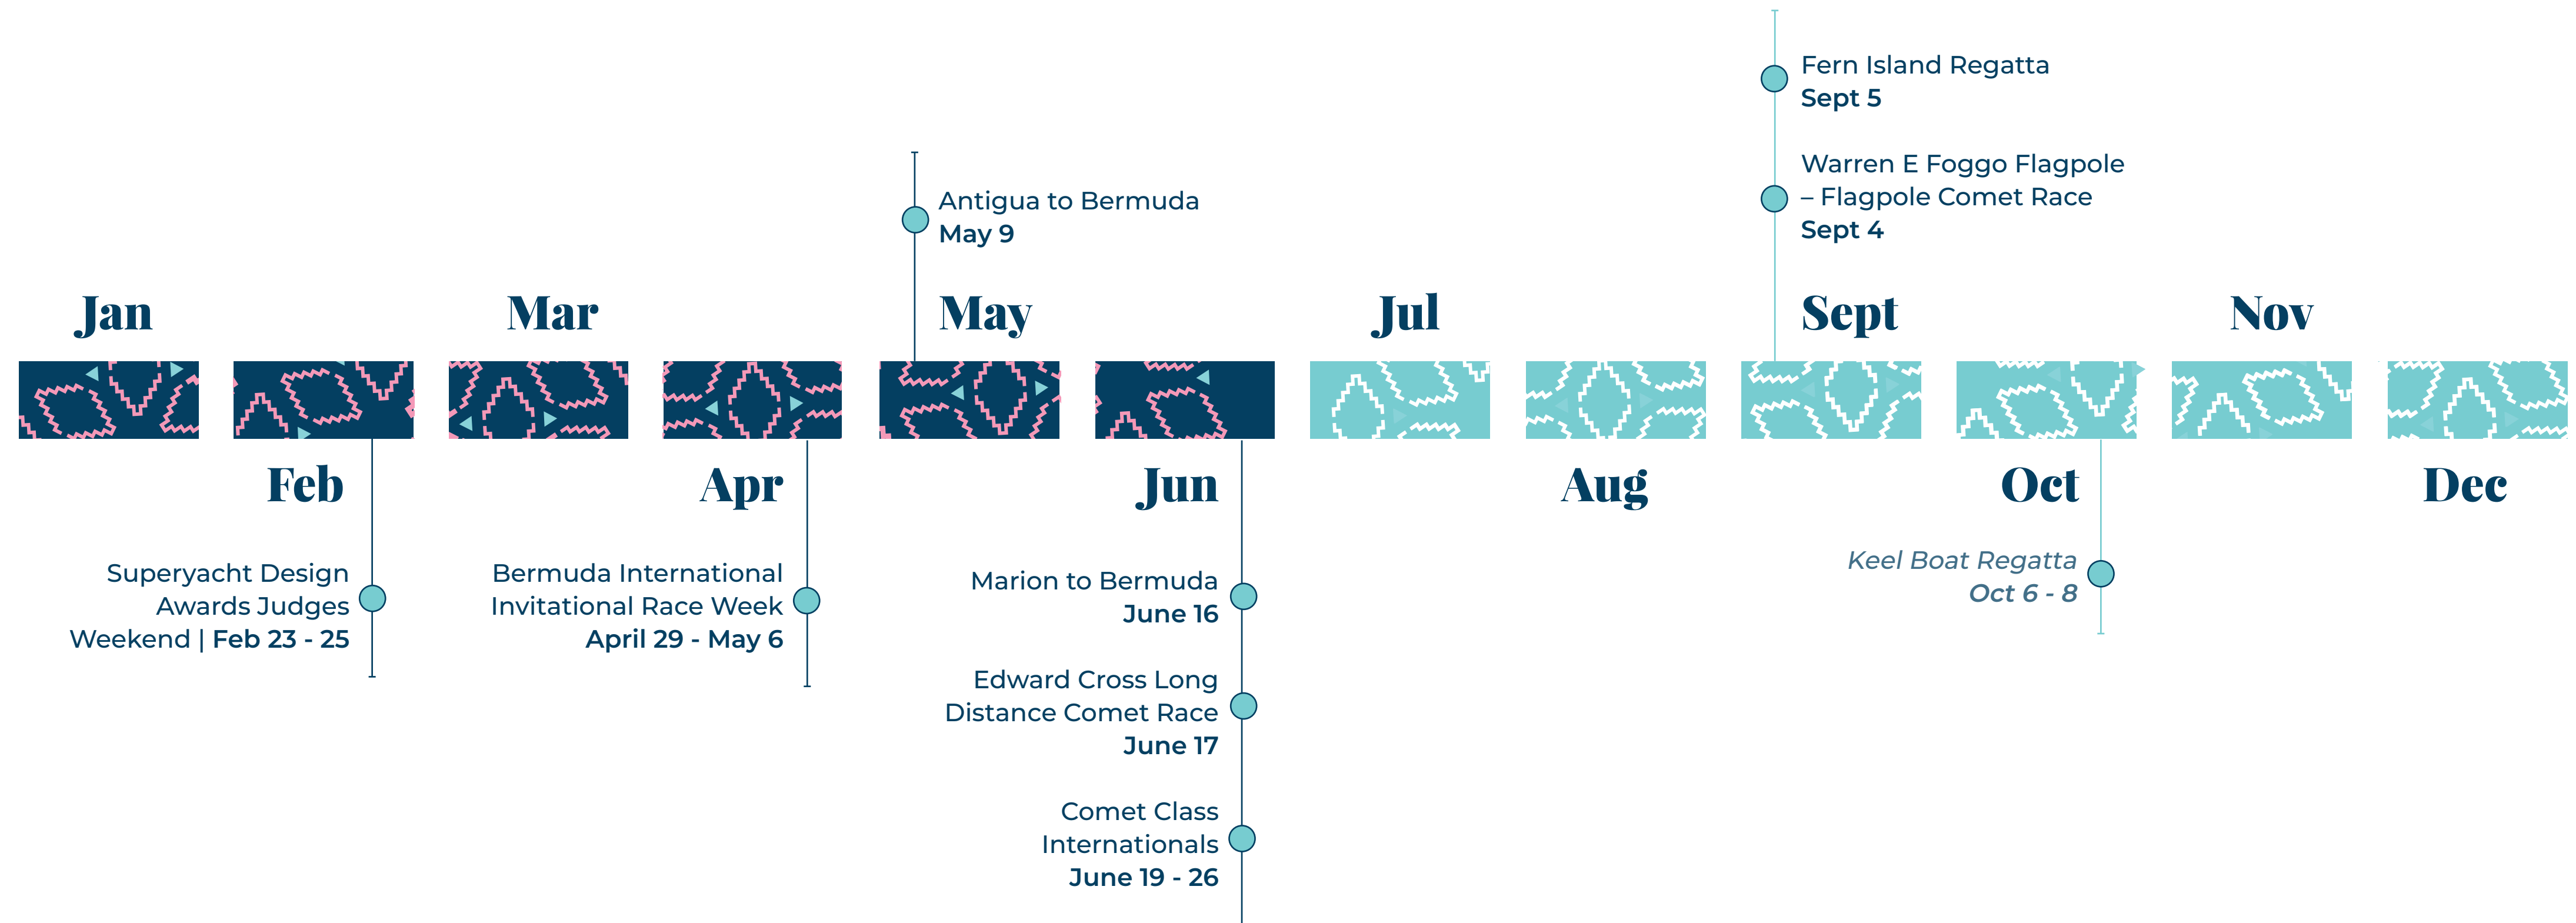 Fern Island Regatta
Sept 5
Warren E Foggo Flagpole
– Flagpole Comet Race
Sept 4
Antigua to Bermuda
May 9
Jan
Mar
May
Jul
Sept
Nov
Feb
Apr
Jun
Aug
Oct
Dec
Superyacht Design
Awards Judges
Weekend | Feb 23 - 25
Bermuda International
Invitational Race Week
April 29 - May 6
Marion to Bermuda
June 16
Edward Cross Long
Distance Comet Race
June 17
Comet Class
Internationals
June 19 - 26
Keel Boat Regatta
Oct 6 - 8